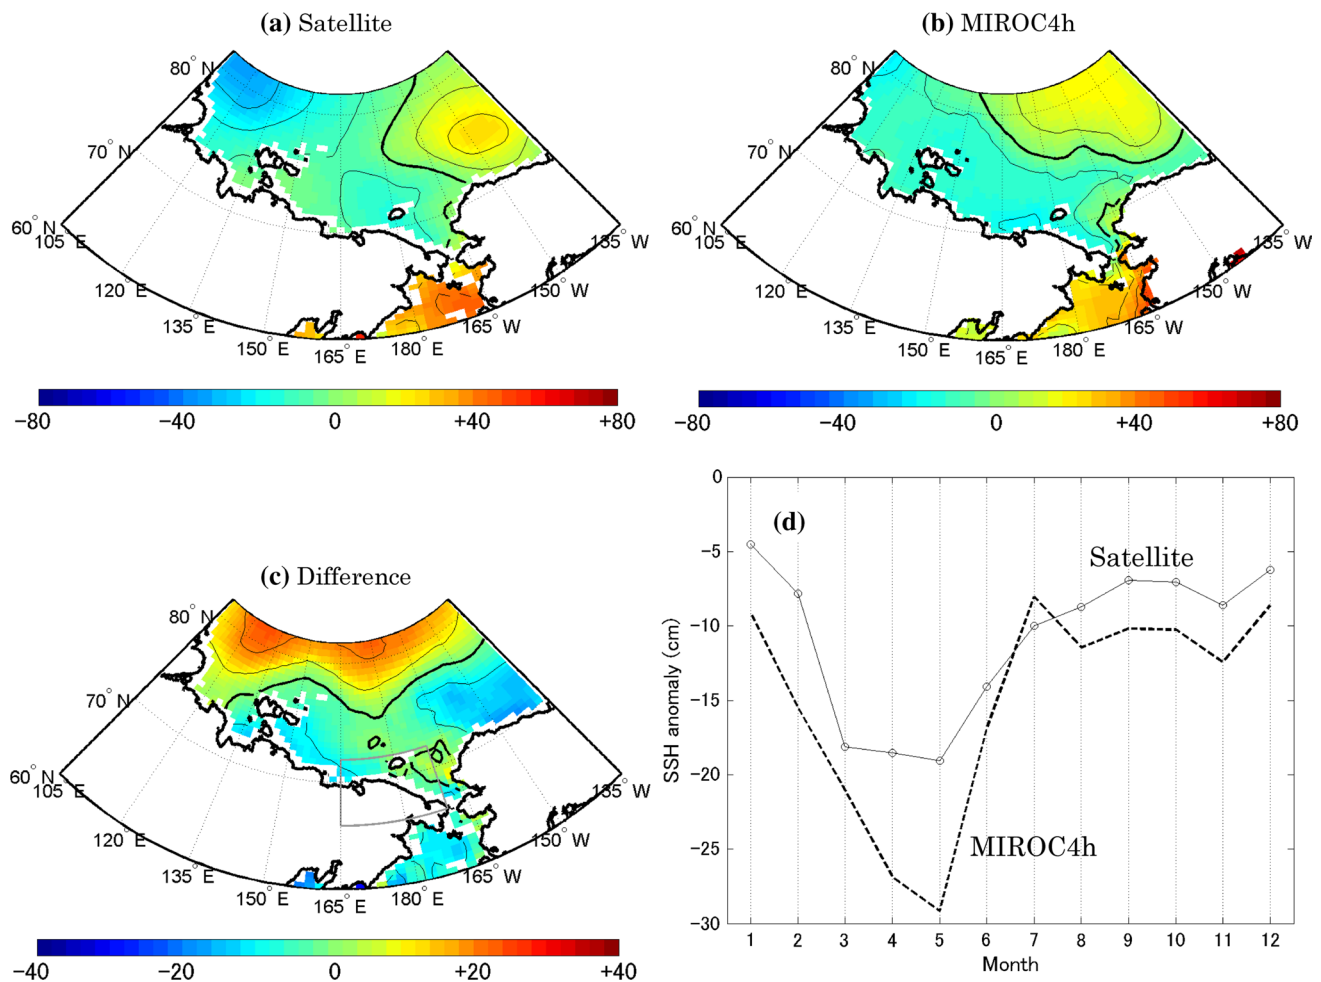 (a) Satellite
80° N
70° N
60° N
105° E
120° E
135° E
150° E
165° E
180° E
165° W
150° W
135° W
−80 −40 0 +40 +80
(b) MIROC4h
80° N
70° N
60° N
105° E
120° E
135° E
150° E
165° E
180° E
165° W
150° W
135° W
−80 −40 0 +40 +80
(c) Difference
80° N
70° N
60° N
105° E
120° E
135° E
150° E
165° E
180° E
165° W
150° W
135° W
−40 −20 0 +20 +40
(d)
Satellite
MIROC4h
SSH anomaly (cm)
0
−5
−10
−15
−20
−25
−30
1 2 3 4 5 6 7 8 9 10 11 12
Month